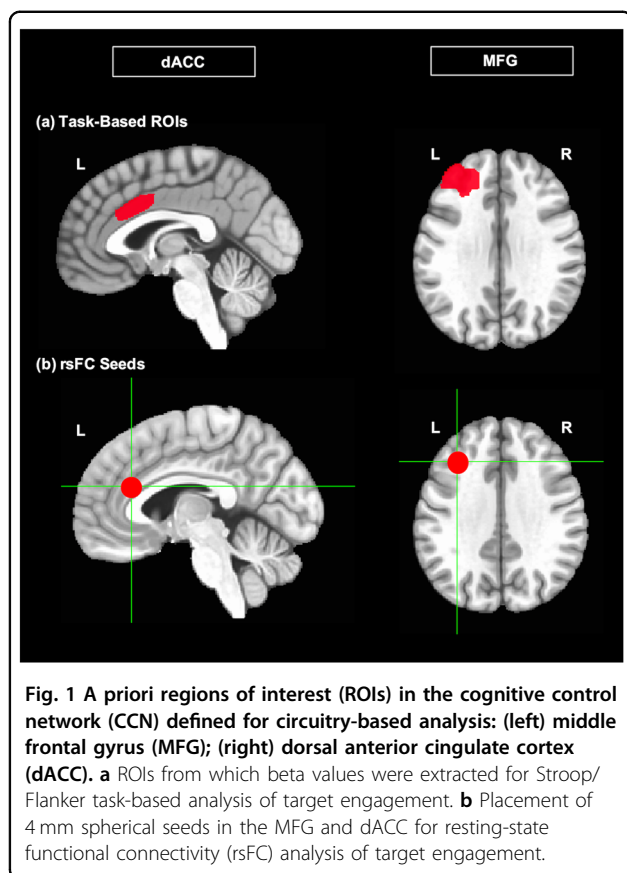 dACC MFG
(a) Task-Based ROIs
L L R
(b) rsFC Seeds
L L R
Fig. 1 A priori regions of interest (ROIs) in the cognitive control
network (CCN) defined for circuitry-based analysis: (left) middle
frontal gyrus (MFG); (right) dorsal anterior cingulate cortex
(dACC). a ROIs from which beta values were extracted for Stroop/
Flanker task-based analysis of target engagement. b Placement of
4 mm spherical seeds in the MFG and dACC for resting-state
functional connectivity (rsFC) analysis of target engagement.